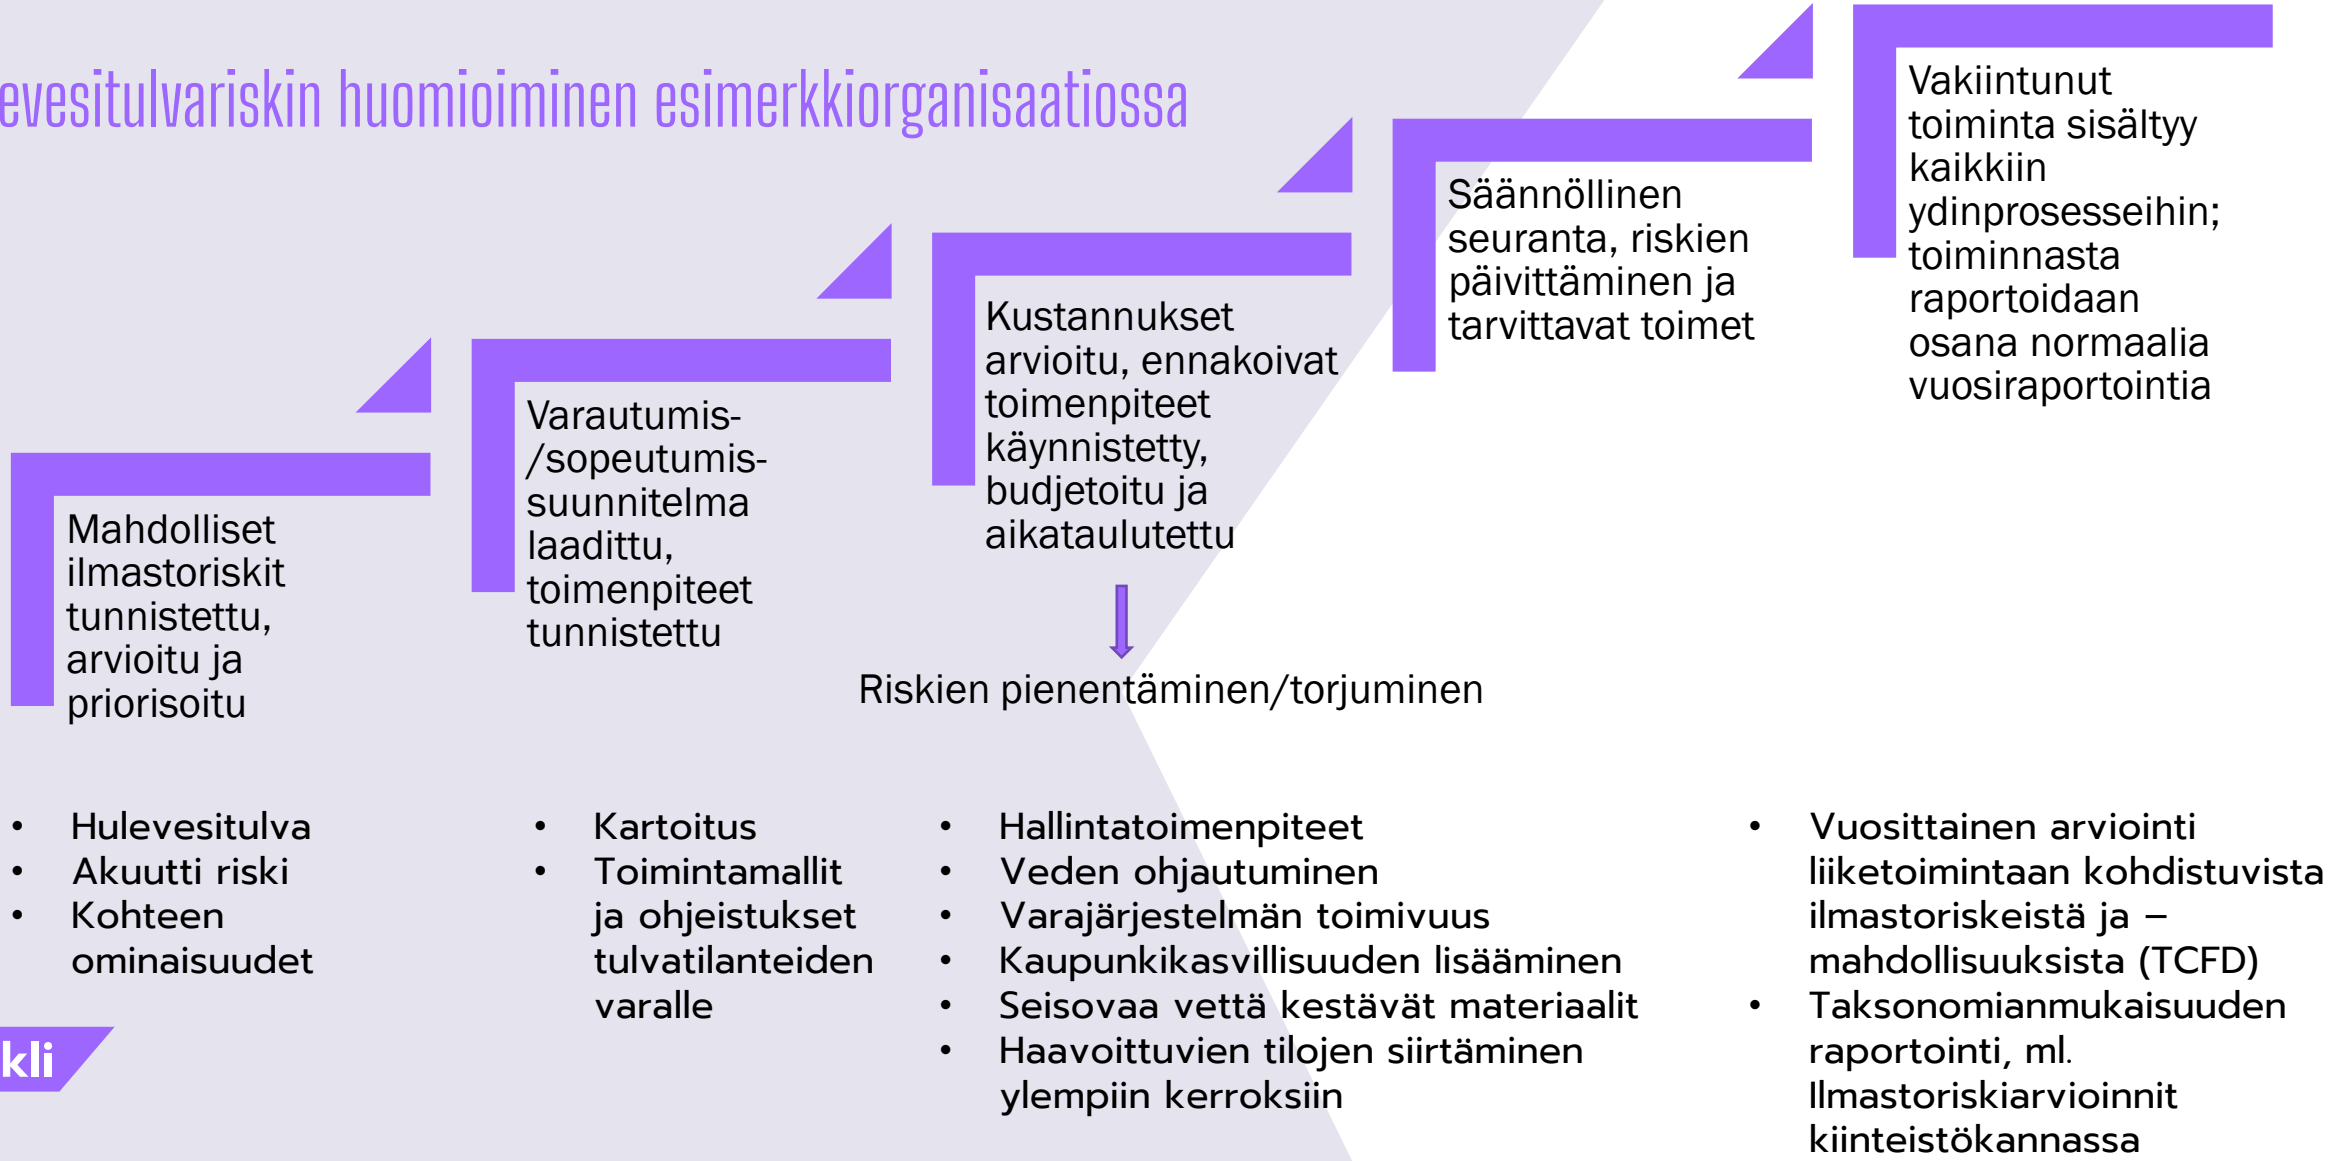 evesitulvariskin huomioiminen esimerkkiorganisaatiossa
Mahdolliset
ilmastoriskit
tunnistettu,
arvioitu ja
priorisoitu
Varautumis-
/sopeutumis-
suunnitelma
laadittu,
toimenpiteet
tunnistettu
Kustannukset
arvioitu, ennakoivat
toimenpiteet
käynnistetty,
budjetoitu ja
aikataulutettu
Säännöllinen
seuranta, riskien
päivittäminen ja
tarvittavat toimet
Vakiintunut
toiminta sisältyy
kaikkiin
ydinprosesseihin;
toiminnasta
raportoidaan
osana normaalia
vuosiraportointia
Riskien pienentäminen/torjuminen
• Hulevesitulva
• Akuutti riski
• Kohteen
ominaisuudet
• Kartoitus
• Toimintamallit
ja ohjeistukset
tulvatilanteiden
varalle
• Hallintatoimenpiteet
• Veden ohjautuminen
• Varajärjestelmän toimivuus
• Kaupunkikasvillisuuden lisääminen
• Seisovaa vettä kestävät materiaalit
• Haavoittuvien tilojen siirtäminen
ylempiin kerroksiin
• Vuosittainen arviointi
liiketoimintaan kohdistuvista
ilmastoriskeistä ja –
mahdollisuuksista (TCFD)
• Taksonomianmukaisuuden
raportointi, ml.
Ilmastoriskiarvioinnit
kiinteistökannassa
kli